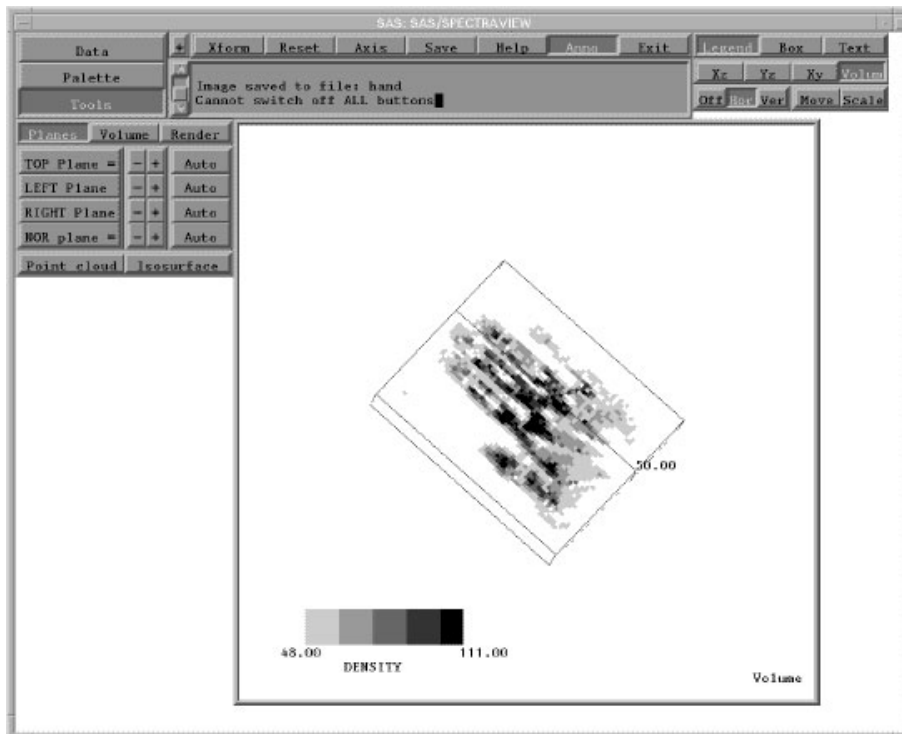 SAS: SAS/SPECTRAVIEW
Data
Palette
Tools
+ Xform Reset Axis Save Help Anno Exit
Image saved to file: hand
Cannot switch off ALL buttons
Legend Box Text
Xz Yz Xy Volum
Off Hor Ver Move Scale
Planes Volume Render
TOP Plane = - + Auto
LEFT Plane - + Auto
RIGHT Plane - + Auto
HOR plane = - + Auto
Point cloud Isosurface
50.00
48.00 111.00
DENSITY
Volume